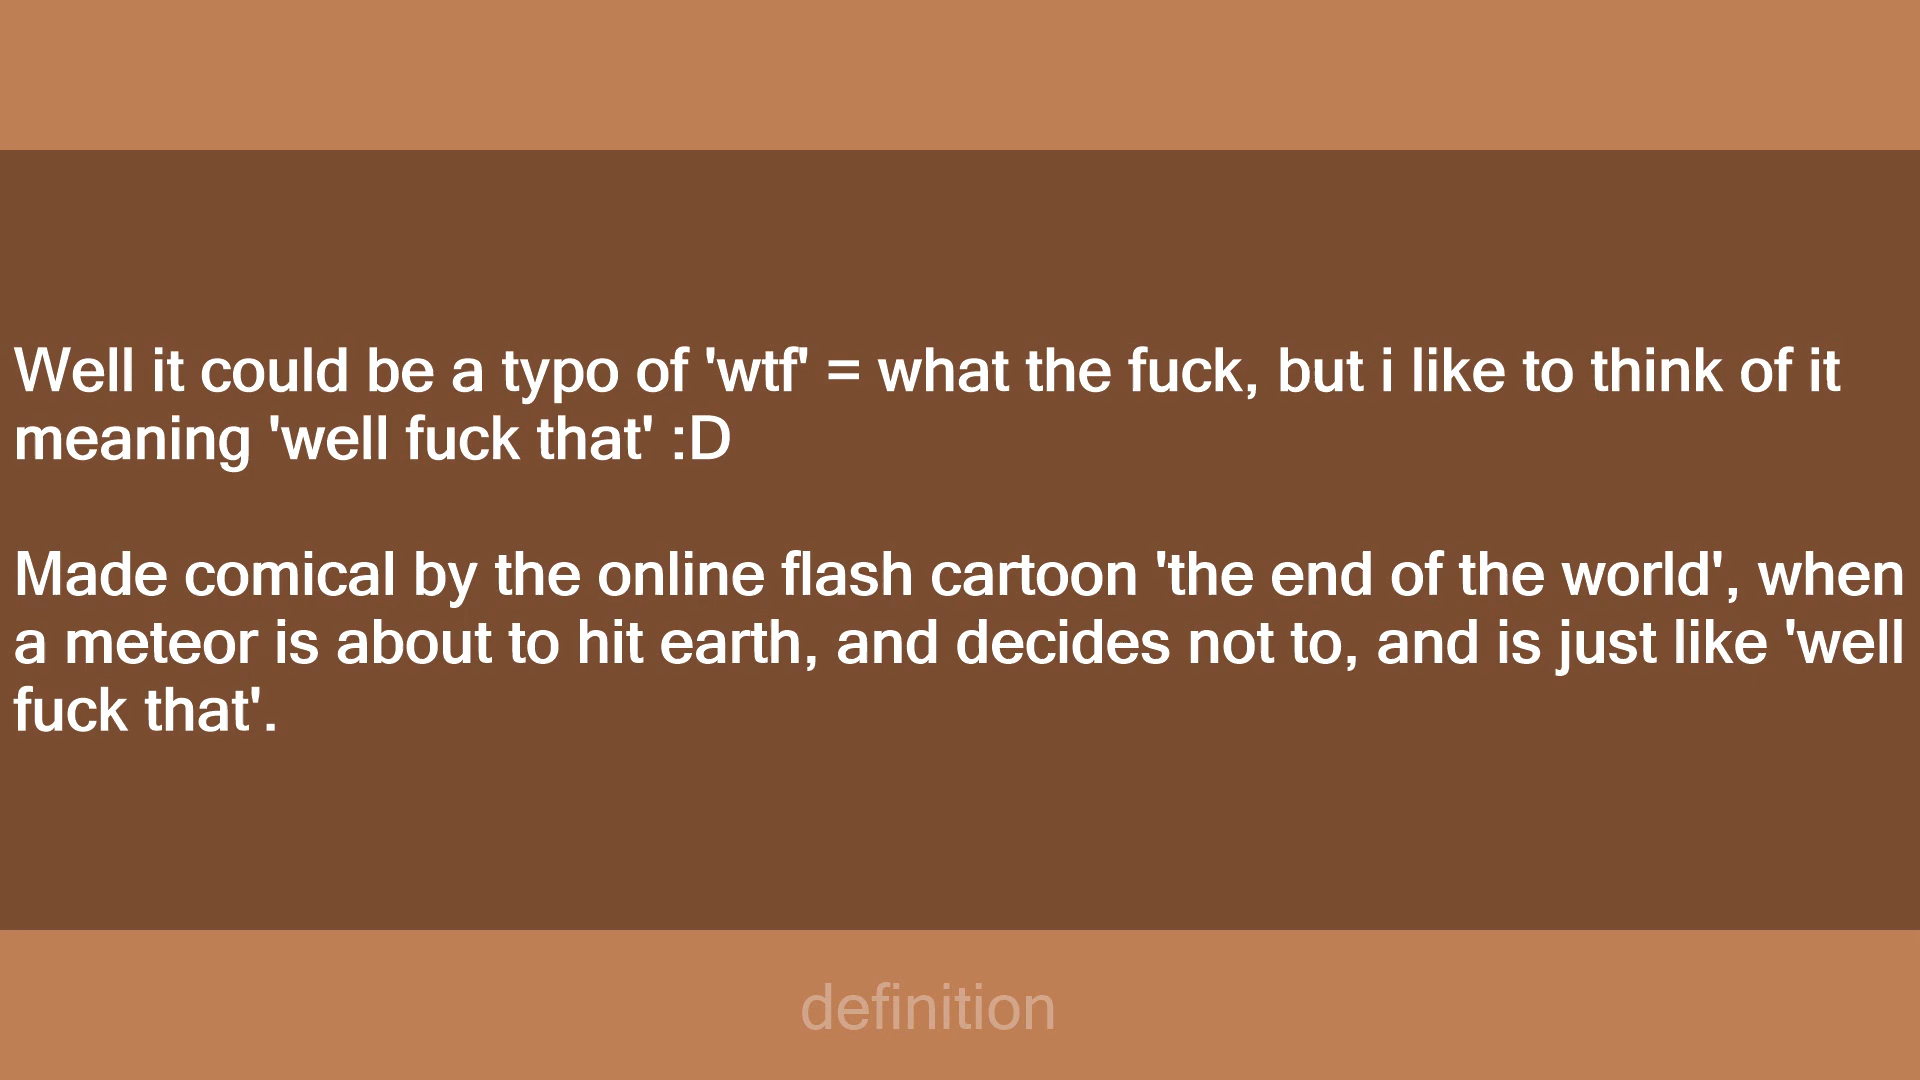 Well it could be a typo of 'wtf' = what the fuck, but i like to think of it
meaning 'well fuck that' :D
Made comical by the online flash cartoon 'the end of the world', when
a meteor is about to hit earth, and decides not to, and is just like 'well
fuck that'.
definition